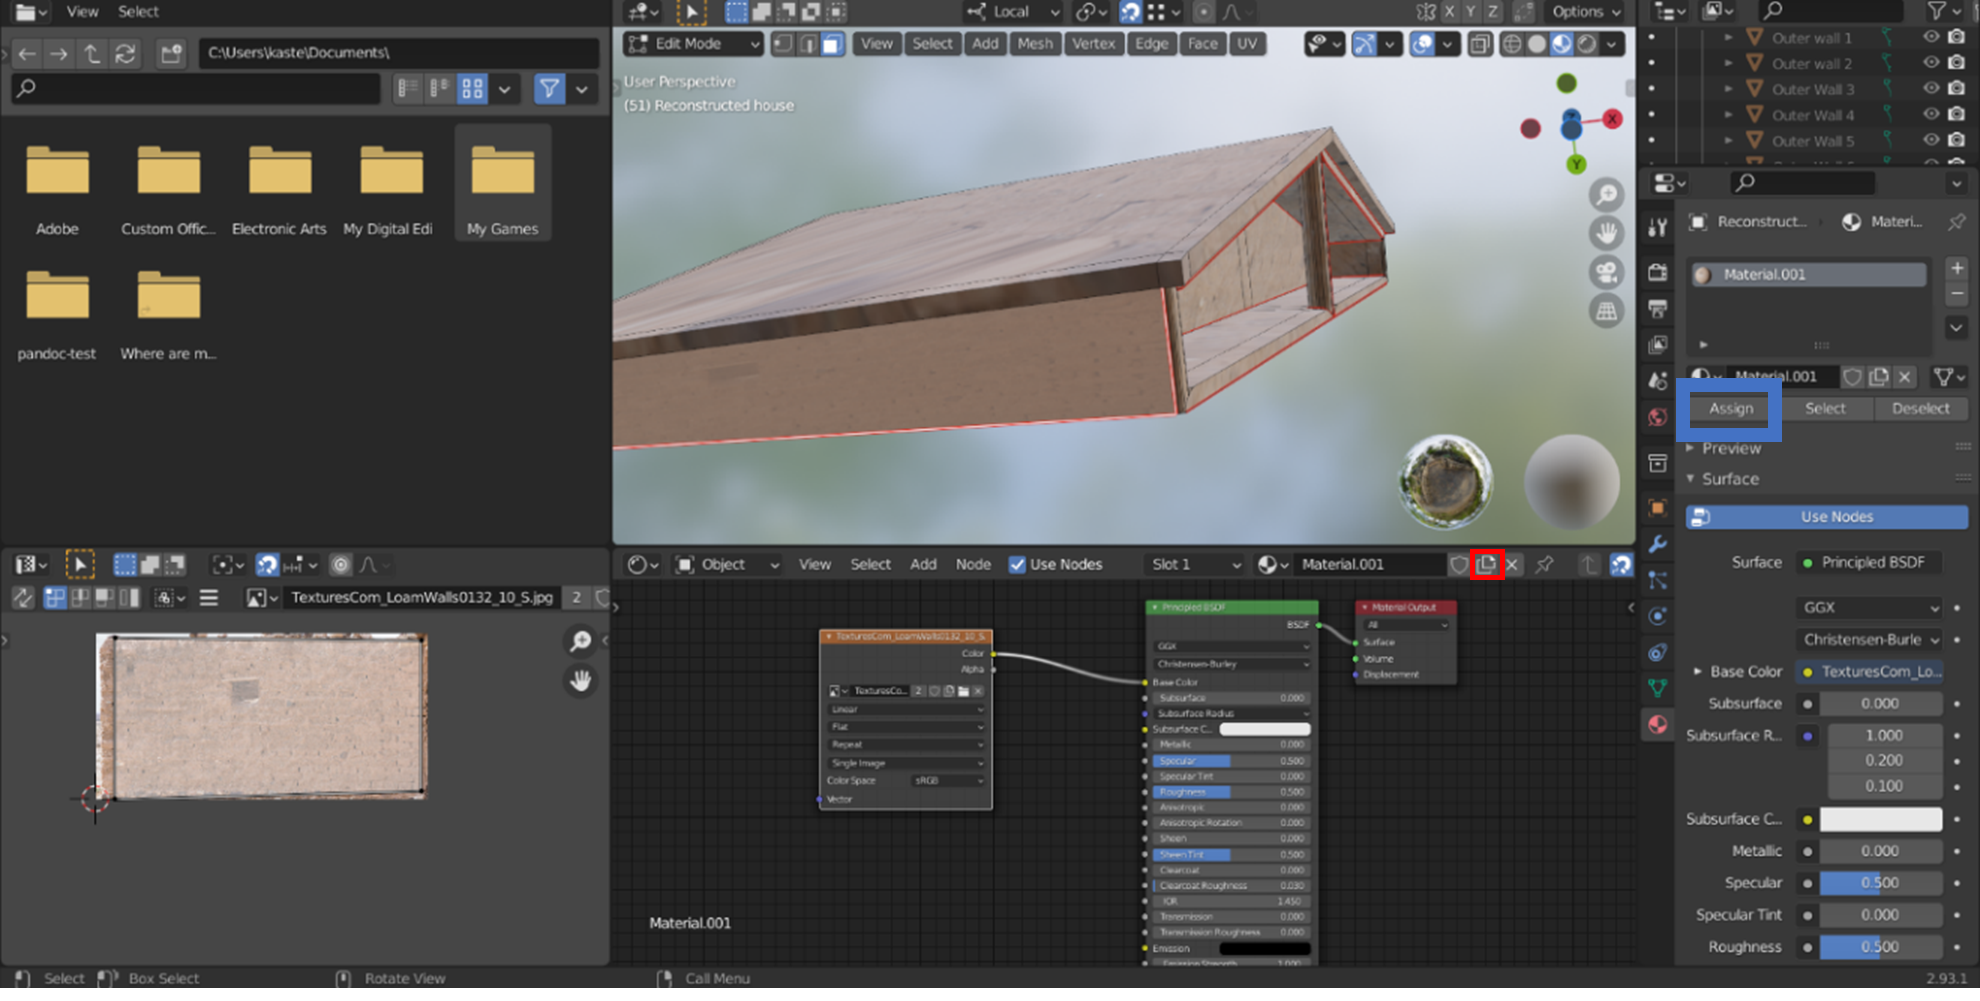 View
Select
C:\Users\kaste\Documents\
Adobe
Custom Offic...
Electronic Arts
My Digital Edi
My Games
pandoc-test
Where are m...
Local
X
Y
Z
Options
Edit Mode
View
Select
Add
Mesh
Vertex
Edge
Face
UV
User Perspective
(51) Reconstructed house
X
Y
Outer wall 1
Outer wall 2
Outer Wall 3
Outer Wall 4
Outer Wall 5
Reconstruct...
Materi...
Material.001
Material.001
Assign
Select
Deselect
Preview
Surface
Use Nodes
Surface
Principled BSDF
GGX
Christensen-Burle
Base Color
TexturesCom_Lo...
Subsurface
0.000
Subsurface R...
1.000
0.200
0.100
Subsurface C...
Metallic
0.000
Specular
0.500
Specular Tint
0.000
Roughness
0.500
TexturesCom_LoamWalls0132_10_S.jpg
2
Object
View
Select
Add
Node
Use Nodes
Slot 1
Material.001
TexturesCom_LoamWalls0132_10_S.
Color
Alpha
TexturesCo...
2
Linear
Flat
Repeat
Single Image
Color Space
sRGB
Vector
Principled BSDF
BSDF
GGX
Christensen-Burley
Base Color
Subsurface 0.000
Subsurface Radius
Subsurface C...
Metallic 0.000
Specular 0.500
Specular Tint 0.000
Roughness 0.500
Anisotropic 0.000
Anisotropic Rotation 0.000
Sheen 0.000
Sheen Tint 0.500
Clearcoat 0.000
Clearcoat Roughness 0.030
IOR 1.450
Transmission 0.000
Transmission Roughness 0.000
Emission
Emission Strength 1.000
Material Output
All
Surface
Volume
Displacement
Material.001
Select
Box Select
Rotate View
Call Menu
2.93.1